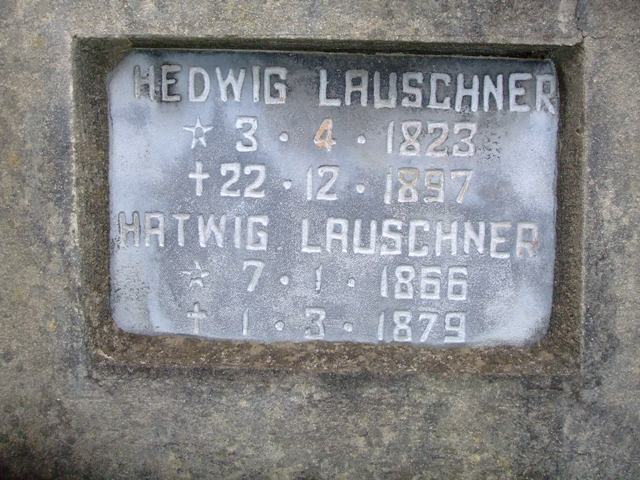 HEDWIG LAUSCHNER
☆ 3 · 4 · 1823
✝ 22 · 12 · 1897
HATWIG LAUSCHNER
☆ 7 · 1 · 1866
✝ 1 · 3 · 1879